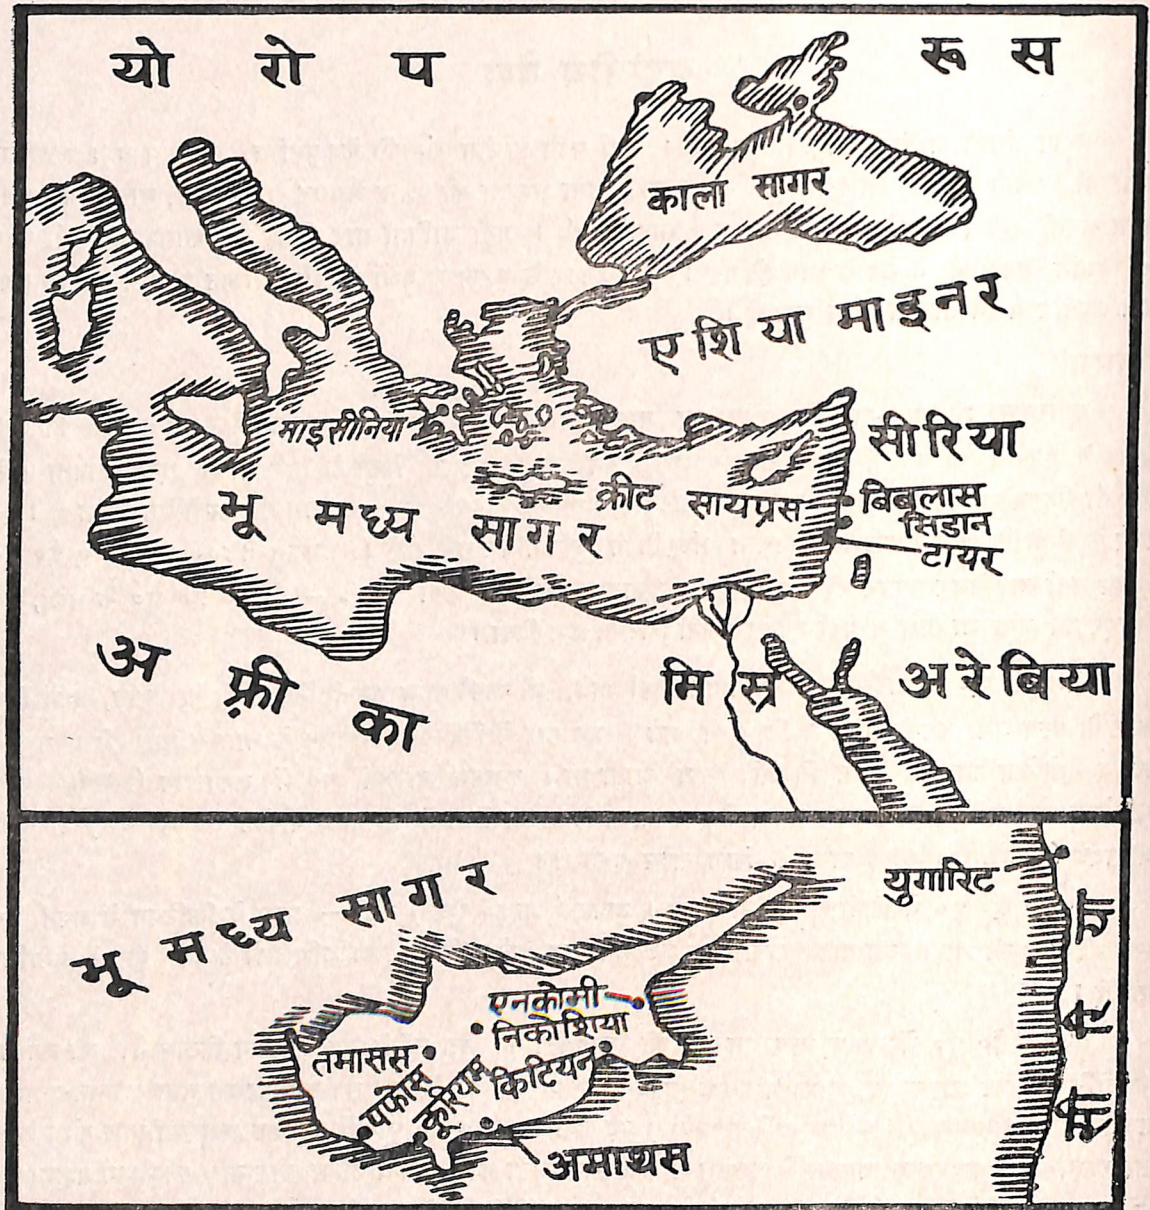 योरोप
रूस
काला सागर
एशिया माइनर
माइसीनिया
सीरिया
भूमध्य सागर
क्रीट
सायप्रस
बिबलास
सिडान
टायर
अफ़्रीका
मिस्र
अरेबिया
भूमध्य सागर
युगारिट
एनकोमी
निकोशिया
तमासस
किटियन
पफास
कूरियम
अमाथस
सीरिया